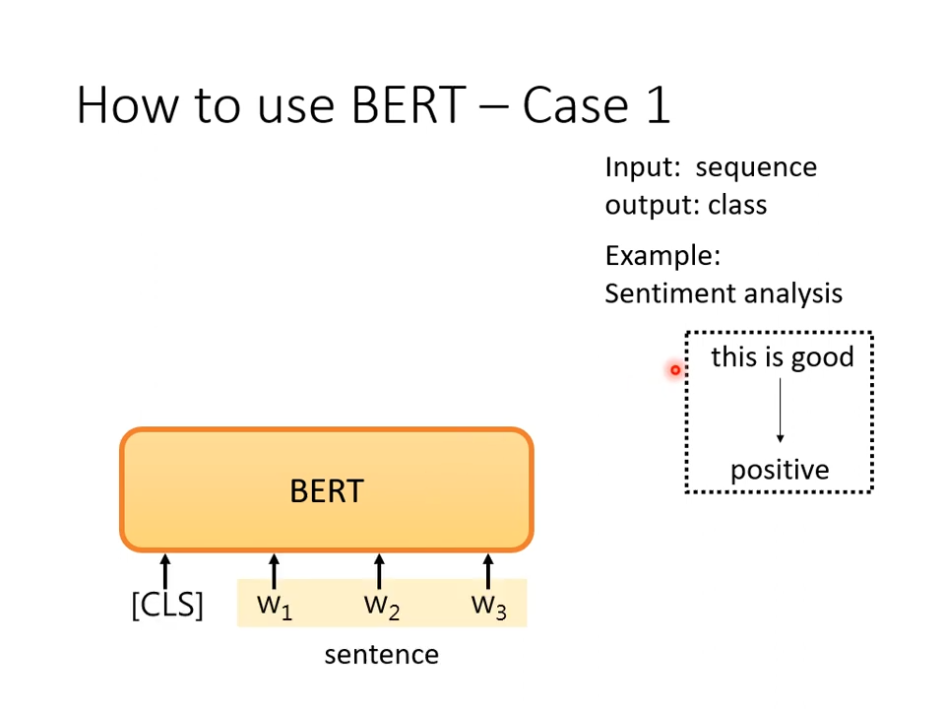 How to use BERT – Case 1
Input: sequence
output: class
Example:
Sentiment analysis
this is good
positive
BERT
[CLS] w₁ w₂ w₃
sentence